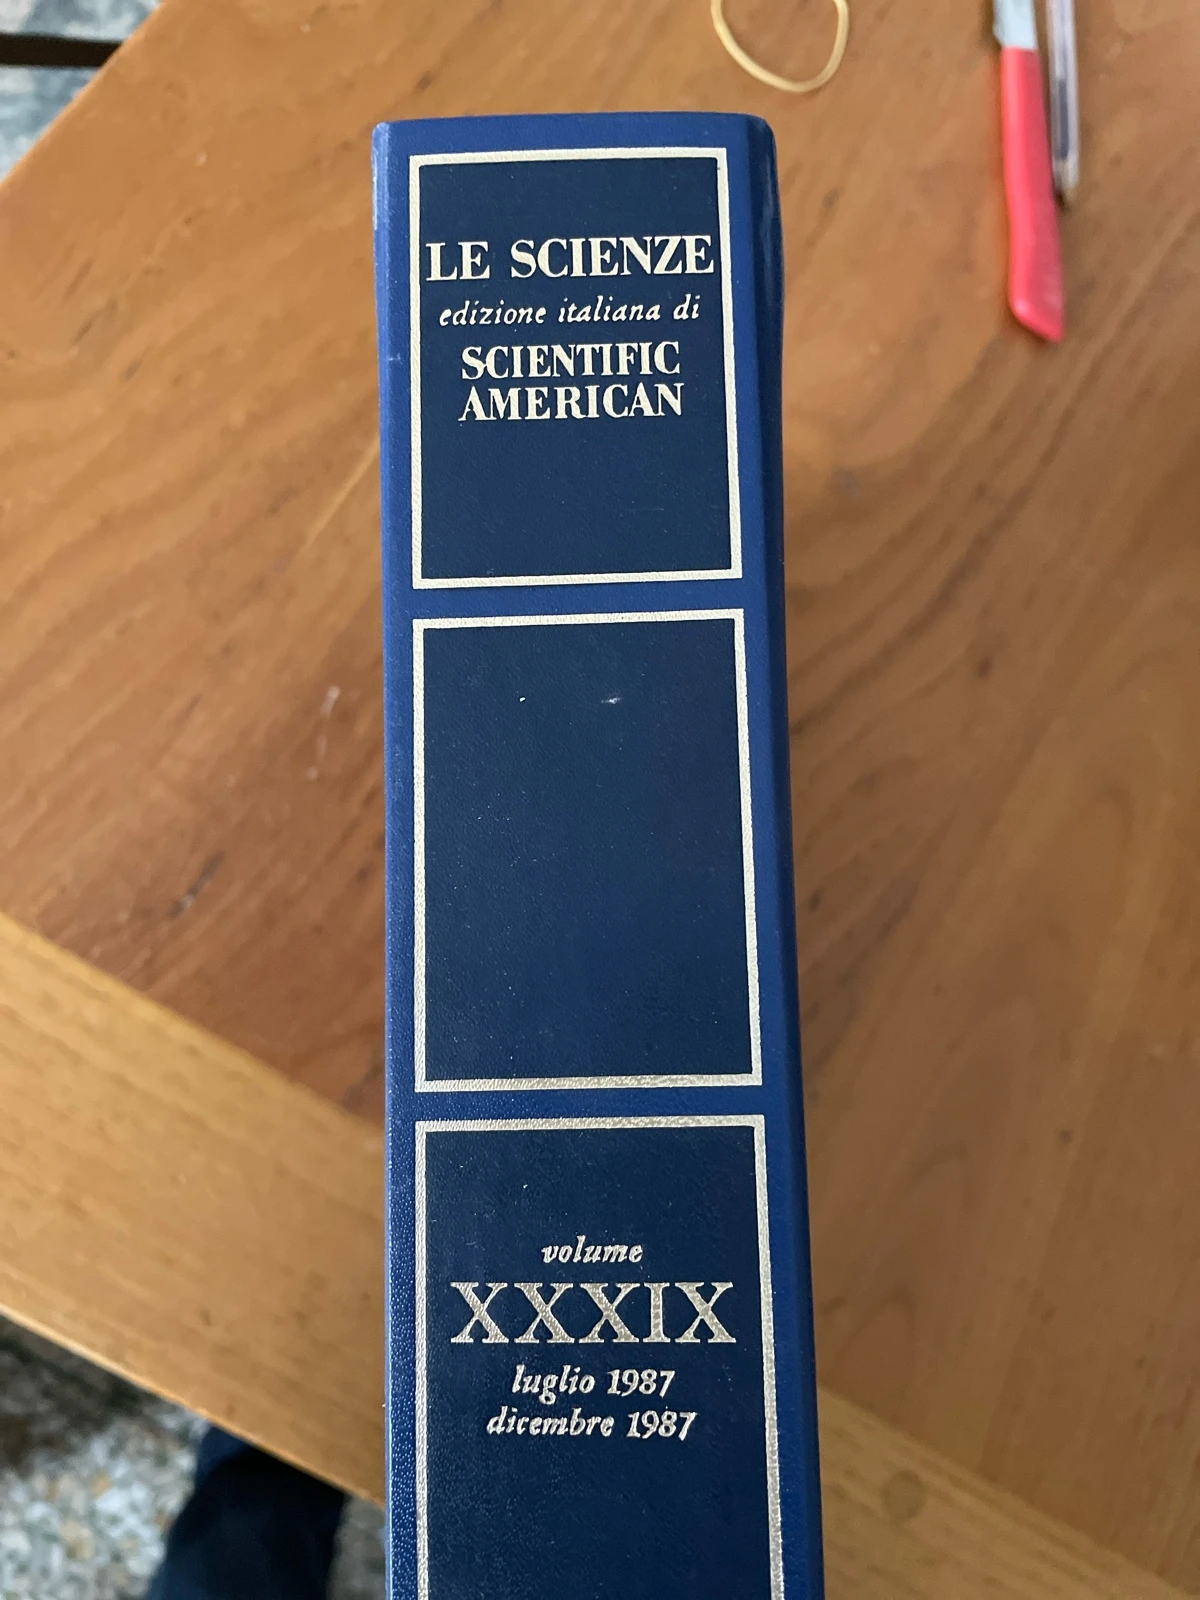 LE SCIENZE
edizione italiana di
SCIENTIFIC
AMERICAN
volume
XXXIX
luglio 1987
dicembre 1987